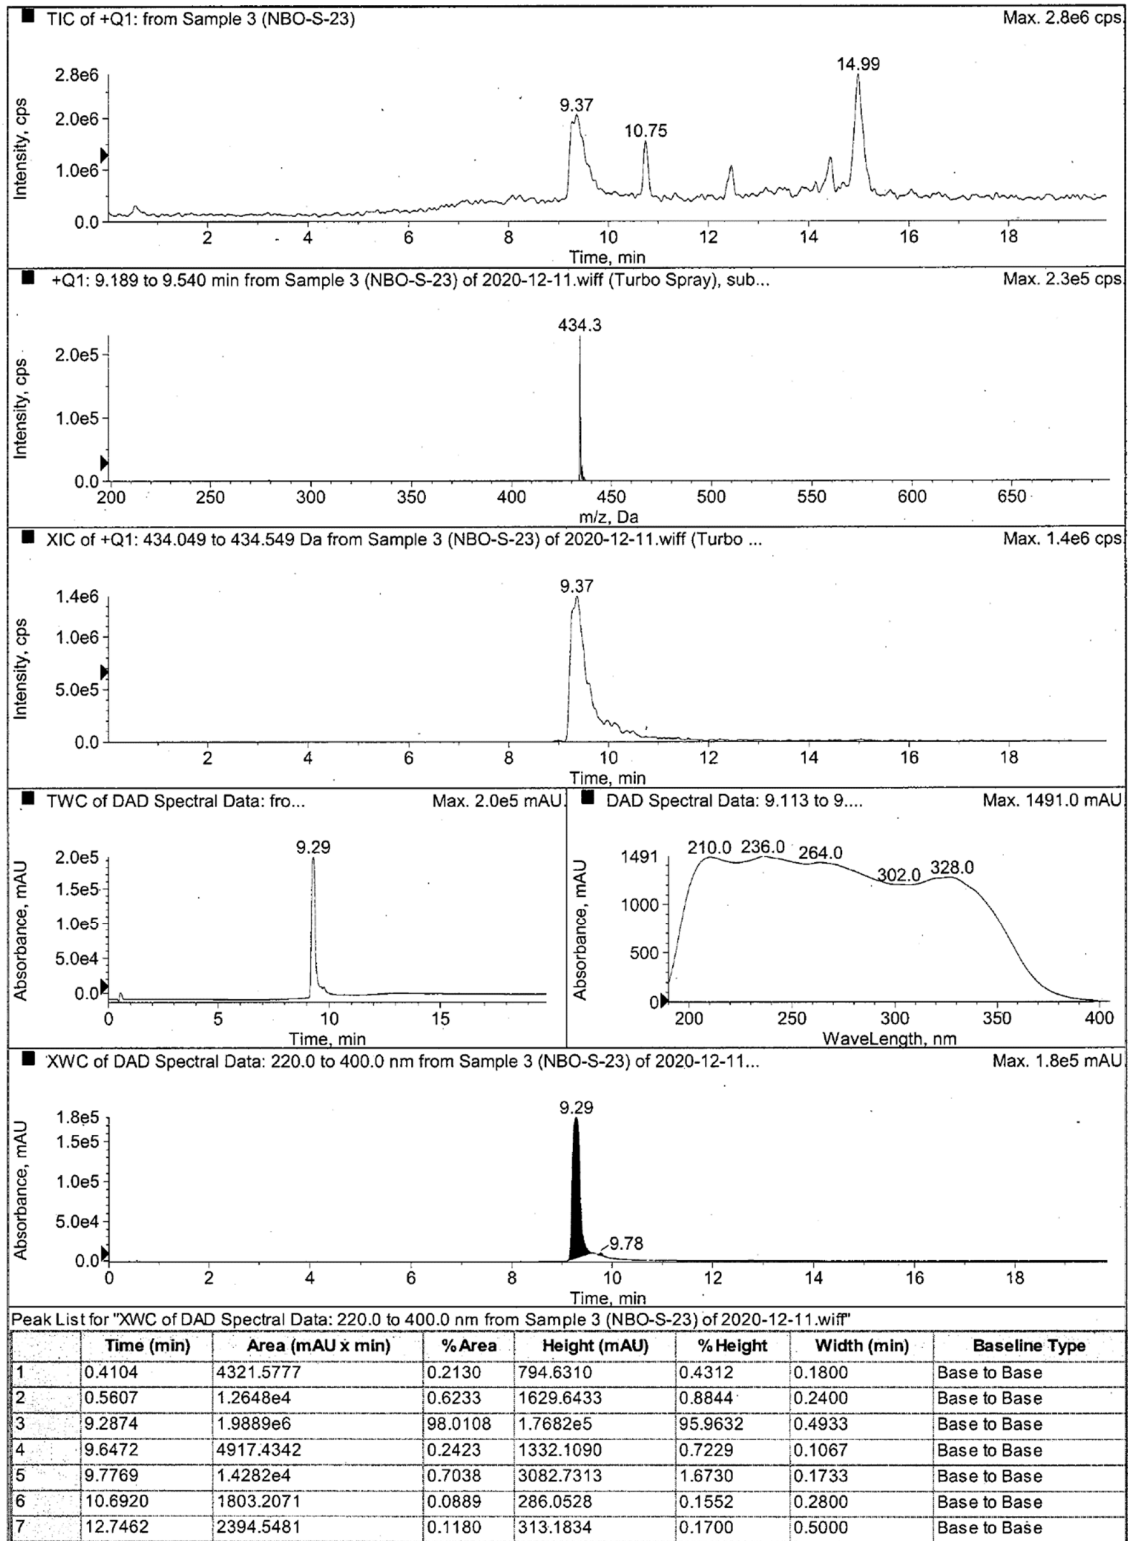 TIC of +Q1: from Sample 3 (NBO-S-23) Max. 2.8e6 cps.
14.99
9.37
10.75
2.8e6
2.0e6
1.0e6
0.0
Intensity, cps
2 4 6 8 10 12 14 16 18
Time, min
+Q1: 9.189 to 9.540 min from Sample 3 (NBO-S-23) of 2020-12-11.wiff (Turbo Spray), sub... Max. 2.3e5 cps.
434.3
2.0e5
1.0e5
0.0
Intensity, cps
200 250 300 350 400 450 500 550 600 650
m/z, Da
XIC of +Q1: 434.049 to 434.549 Da from Sample 3 (NBO-S-23) of 2020-12-11.wiff (Turbo ... Max. 1.4e6 cps.
9.37
1.4e6
1.0e6
5.0e5
0.0
Intensity, cps
2 4 6 8 10 12 14 16 18
Time, min
TWC of DAD Spectral Data: fro... Max. 2.0e5 mAU.
9.29
2.0e5
1.5e5
1.0e5
5.0e4
0.0
Absorbance, mAU
0 5 10 15
Time, min
DAD Spectral Data: 9.113 to 9.... Max. 1491.0 mAU.
210.0 236.0 264.0 302.0 328.0
1491
1000
500
0
Absorbance, mAU
200 250 300 350 400
WaveLength, nm
XWC of DAD Spectral Data: 220.0 to 400.0 nm from Sample 3 (NBO-S-23) of 2020-12-11... Max. 1.8e5 mAU.
9.29
9.78
1.8e5
1.5e5
1.0e5
5.0e4
0.0
Absorbance, mAU
0 2 4 6 8 10 12 14 16 18
Time, min
Peak List for "XWC of DAD Spectral Data: 220.0 to 400.0 nm from Sample 3 (NBO-S-23) of 2020-12-11.wiff"
Time (min) Area (mAU x min) %Area Height (mAU) %Height Width (min) Baseline Type
1 0.4104 4321.5777 0.2130 794.6310 0.4312 0.1800 Base to Base
2 0.5607 1.2648e4 0.6233 1629.6433 0.8844 0.2400 Base to Base
3 9.2874 1.9889e6 98.0108 1.7682e5 95.9632 0.4933 Base to Base
4 9.6472 4917.4342 0.2423 1332.1090 0.7229 0.1067 Base to Base
5 9.7769 1.4282e4 0.7038 3082.7313 1.6730 0.1733 Base to Base
6 10.6920 1803.2071 0.0889 286.0528 0.1552 0.2800 Base to Base
7 12.7462 2394.5481 0.1180 313.1834 0.1700 0.5000 Base to Base